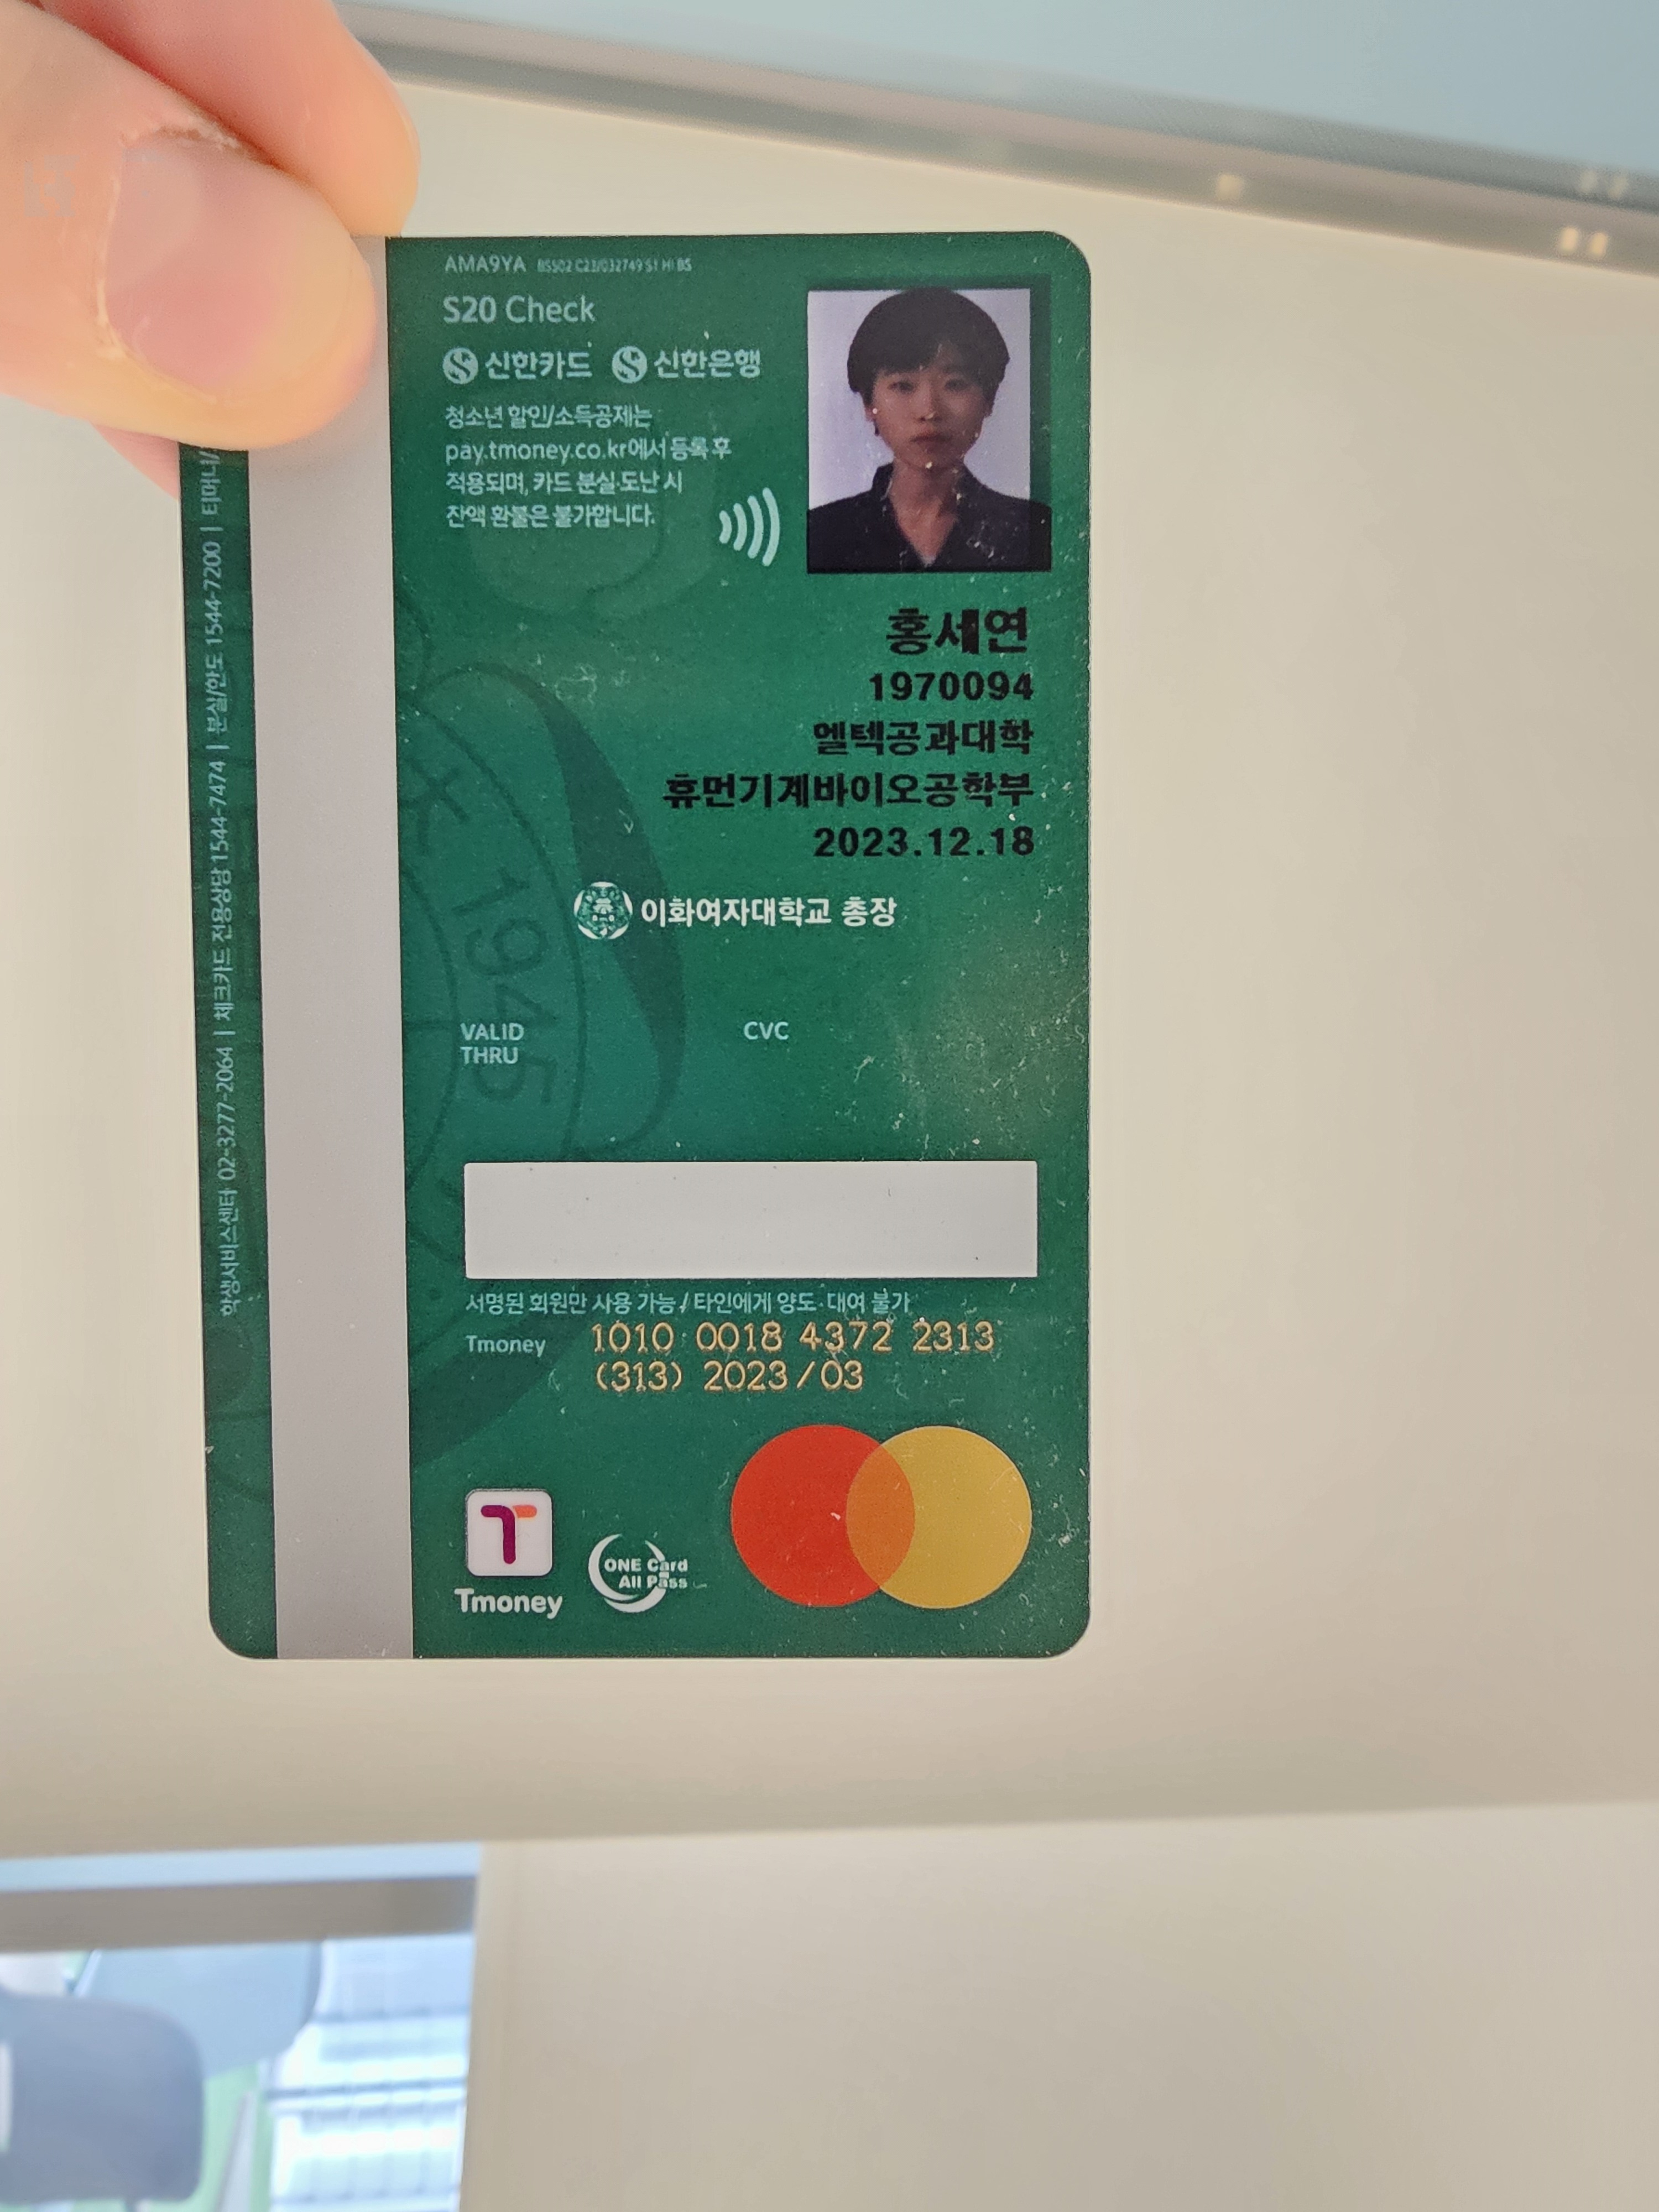 AMA9YA BSS02 C23/032749 S1 Hi BS
S20 Check
신한카드 신한은행
청소년 할인/소득공제는
pay.tmoney.co.kr에서 등록 후
적용되며, 카드 분실·도난 시
잔액 환불은 불가합니다.
홍세연
1970094
엘텍공과대학
휴먼기계바이오공학부
2023.12.18
이화여자대학교 총장
1945
VALID
THRU
CVC
서명된 회원만 사용 가능 / 타인에게 양도·대여 불가
Tmoney 1010 0018 4372 2313
(313) 2023/03
Tmoney
ONE Card
All Pass
학생서비스센터 02-3277-2064 | 체크카드 전용상담 1544-7474 | 분실/한도 1544-7200 | 티머니/